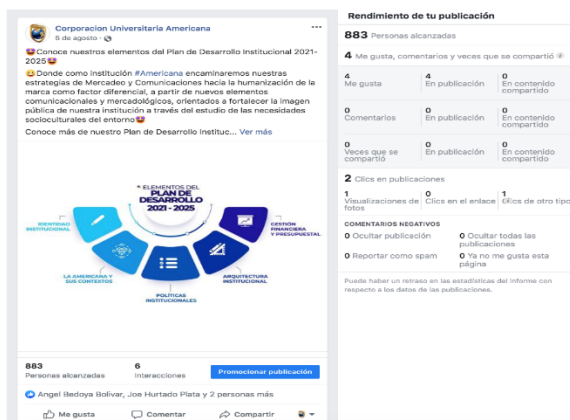 Corporacion Universitaria Americana
5 de agosto
Conoce nuestros elementos del Plan de Desarrollo Institucional 2021-
2025
Donde como institución #Americana encaminaremos nuestras
estrategias de Mercadeo y Comunicaciones hacia la humanización de la
marca como factor diferencial, a partir de nuevos elementos
comunicacionales y mercadológicos, orientados a fortalecer la imagen
pública de nuestra institución a través del estudio de las necesidades
socioculturales del entorno
Conoce más de nuestro Plan de Desarrollo Instituc... Ver más
* ELEMENTOS DEL
PLAN DE
DESARROLLO
2021 - 2025
IDENTIDAD
INSTITUCIONAL
LA AMERICANA Y
SUS CONTEXTOS
POLÍTICAS
INSTITUCIONALES
ARQUITECTURA
INSTITUCIONAL
GESTIÓN
FINANCIERA
Y PRESUPUESTAL
883
Personas alcanzadas
6
Interacciones
Promocionar publicación
Angel Bedoya Bolivar, Joe Hurtado Plata y 2 personas más
Me gusta Comentar Compartir
Rendimiento de tu publicación
883 Personas alcanzadas
4 Me gusta, comentarios y veces que se compartió
4 4 0
Me gusta En publicación En contenido
compartido
0 0 0
Comentarios En publicación En contenido
compartido
0 0 0
Veces que se En publicación En contenido
compartió compartido
2 Clics en publicaciones
1 0 1
Visualizaciones de Clics en el enlace Clics de otro tipo
fotos
COMENTARIOS NEGATIVOS
0 Ocultar publicación 0 Ocultar todas las
publicaciones
0 Reportar como spam 0 Ya no me gusta esta
página
Puede haber un retraso en las estadísticas del informe con
respecto a los datos de las publicaciones.